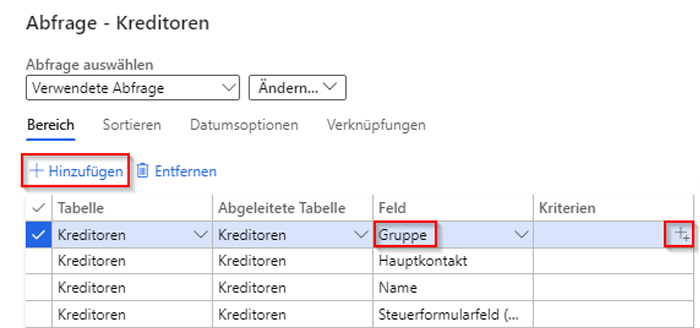 Abfrage - Kreditoren
Abfrage auswählen
Verwendete Abfrage Ändern...
Bereich Sortieren Datumsoptionen Verknüpfungen
Hinzufügen Entfernen
Tabelle Abgeleitete Tabelle Feld Kriterien
Kreditoren Kreditoren Gruppe
Kreditoren Kreditoren Hauptkontakt
Kreditoren Kreditoren Name
Kreditoren Kreditoren Steuerformularfeld (...